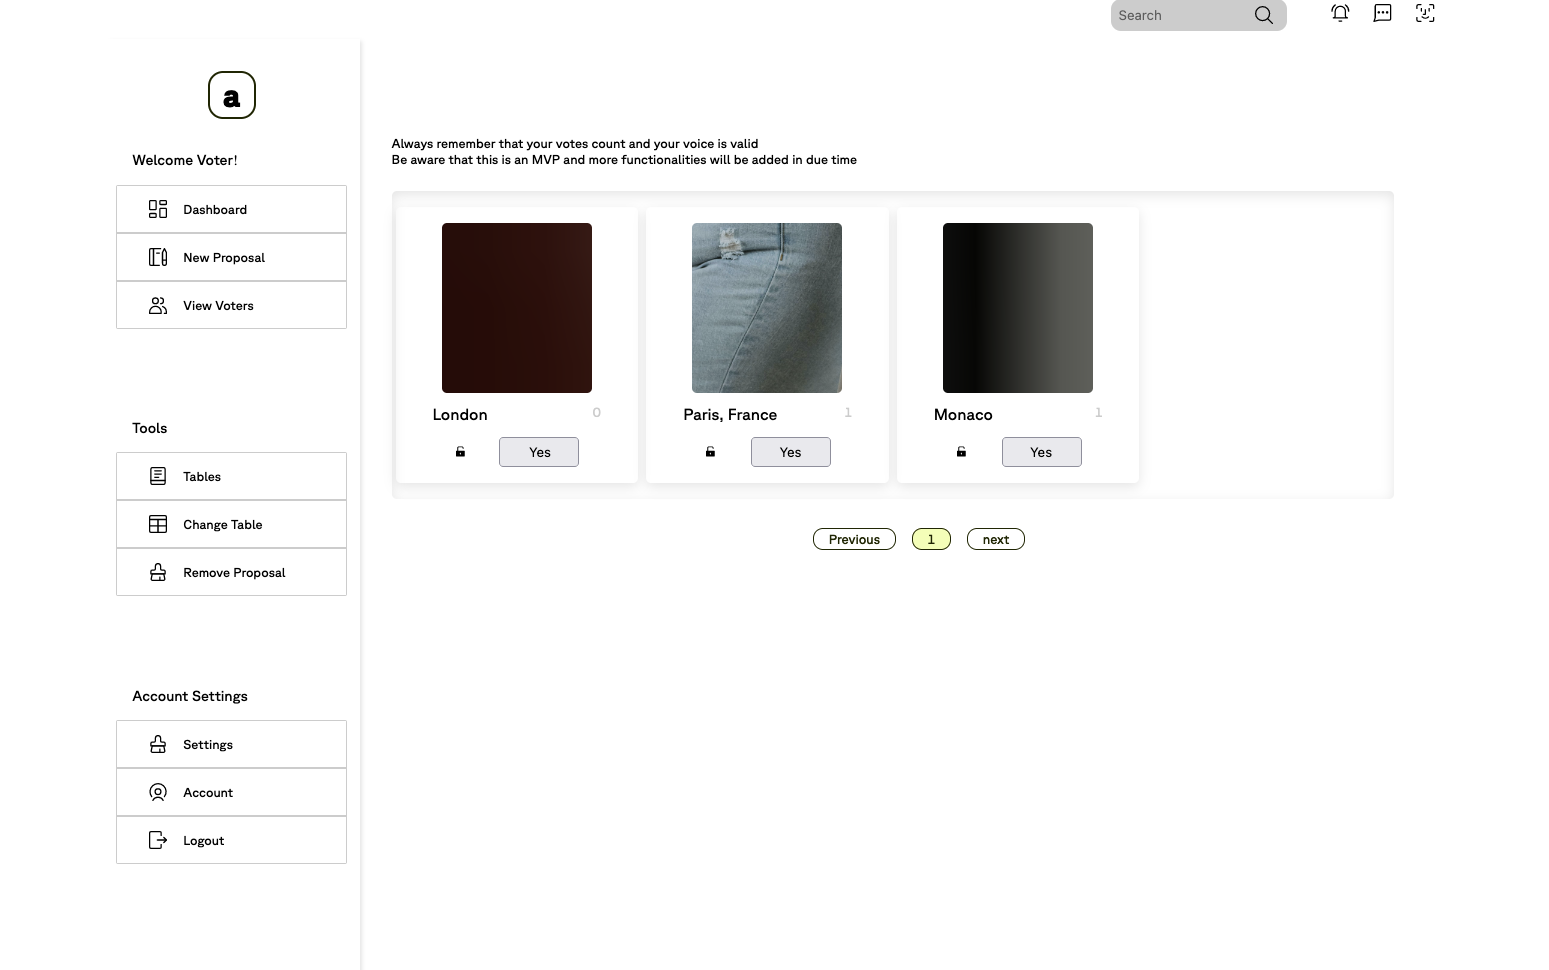 Search
a
Welcome Voter!
Dashboard
New Proposal
View Voters
Tools
Tables
Change Table
Remove Proposal
Account Settings
Settings
Account
Logout
Always remember that your votes count and your voice is valid
Be aware that this is an MVP and more functionalities will be added in due time
London 0
Yes
Paris, France 1
Yes
Monaco 1
Yes
Previous 1 next